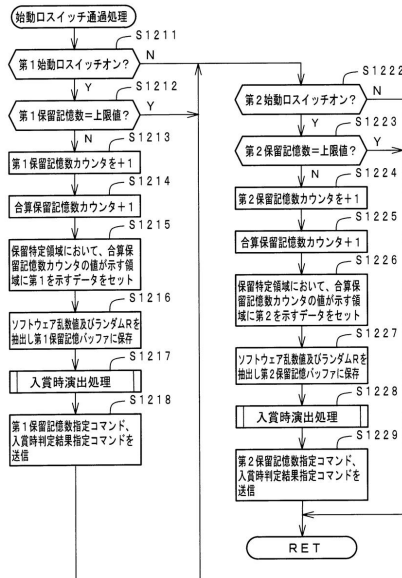 始動口スイッチ通過処理
S1211
第1始動口スイッチオン?
N
Y
S1212
第1保留記憶数=上限値?
Y
N
S1213
第1保留記憶数カウンタを+1
S1214
合算保留記憶数カウンタ+1
S1215
保留特定領域において、合算
保留記憶数カウンタの値が示す領
域に第1を示すデータをセット
S1216
ソフトウェア乱数値及びランダムRを
抽出し第1保留記憶バッファに保存
S1217
入賞時演出処理
S1218
第1保留記憶数指定コマンド、
入賞時判定結果指定コマンドを
送信
S1222
第2始動口スイッチオン?
N
Y
S1223
第2保留記憶数=上限値?
Y
N
S1224
第2保留記憶数カウンタを+1
S1225
合算保留記憶数カウンタ+1
S1226
保留特定領域において、合算保
留記憶数カウンタの値が示す領
域に第2を示すデータをセット
S1227
ソフトウェア乱数値及びランダムRを
抽出し第2保留記憶バッファに保存
S1228
入賞時演出処理
S1229
第2保留記憶数指定コマンド、
入賞時判定結果指定コマンドを
送信
RET